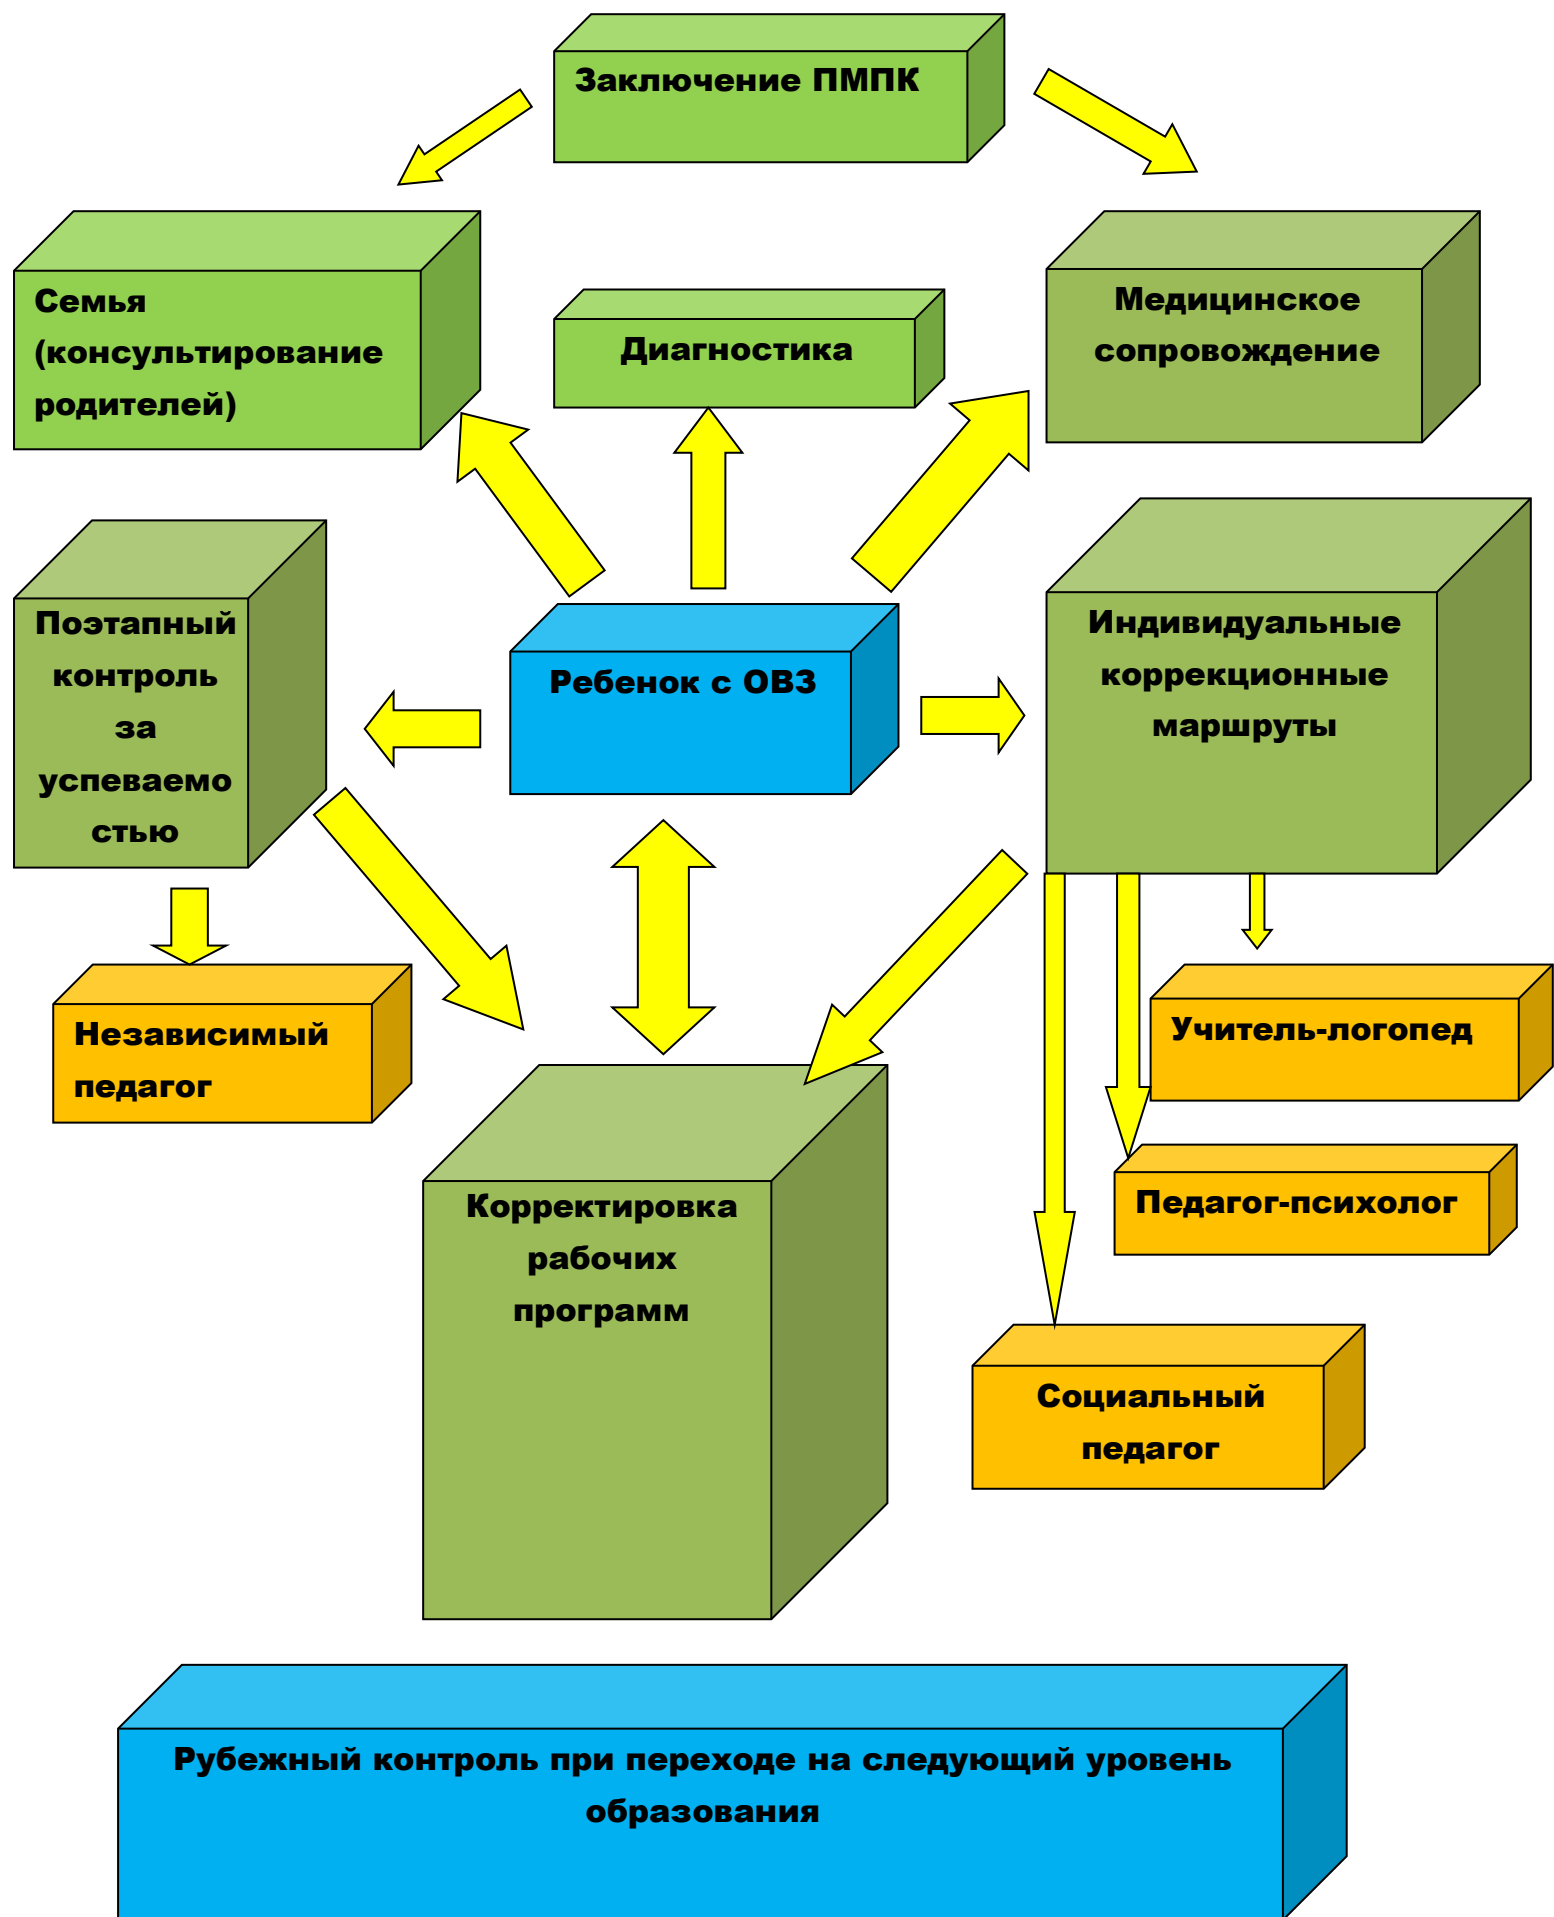 Заключение ПМПК
Семья
(консультирование
родителей)
Диагностика
Медицинское
сопровождение
Поэтапный
контроль
за
успеваемо
стью
Ребенок с ОВЗ
Индивидуальные
коррекционные
маршруты
Независимый
педагог
Учитель-логопед
Педагог-психолог
Корректировка
рабочих
программ
Социальный
педагог
Рубежный контроль при переходе на следующий уровень
образования